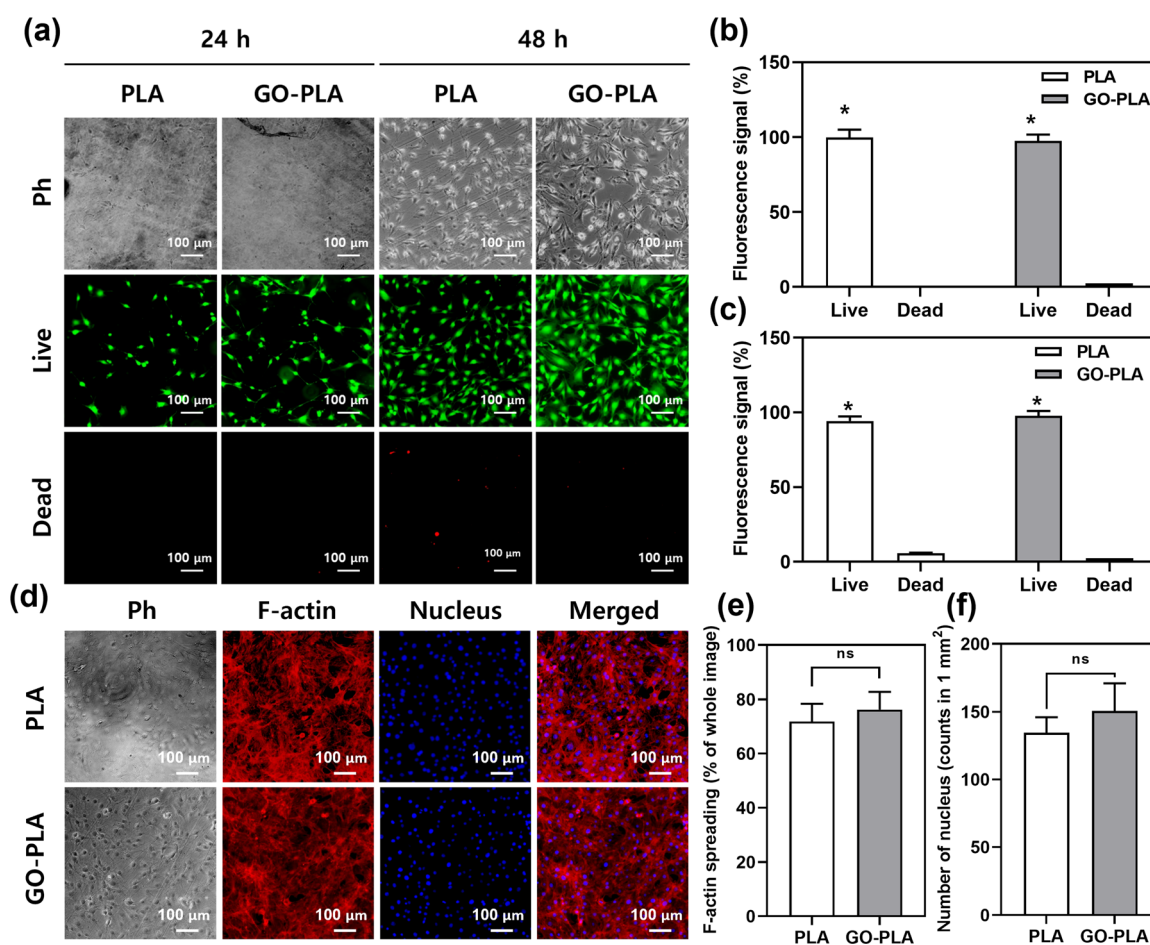 (a)
24 h 48 h
PLA GO-PLA PLA GO-PLA
Ph
100 μm 100 μm 100 μm 100 μm
Live
100 μm 100 μm 100 μm 100 μm
Dead
100 μm 100 μm 100 μm 100 μm
(b)
Fluorescence signal (%)
150
100
50
0
* *
PLA
GO-PLA
Live Dead Live Dead
(c)
Fluorescence signal (%)
150
100
50
0
* *
PLA
GO-PLA
Live Dead Live Dead
(d)
Ph F-actin Nucleus Merged
PLA
100 μm 100 μm 100 μm 100 μm
GO-PLA
100 μm 100 μm 100 μm 100 μm
(e)
F-actin spreading (% of whole image)
100
80
60
40
20
0
ns
PLA GO-PLA
(f)
Number of nucleus (counts in 1 mm²)
200
150
100
50
0
ns
PLA GO-PLA